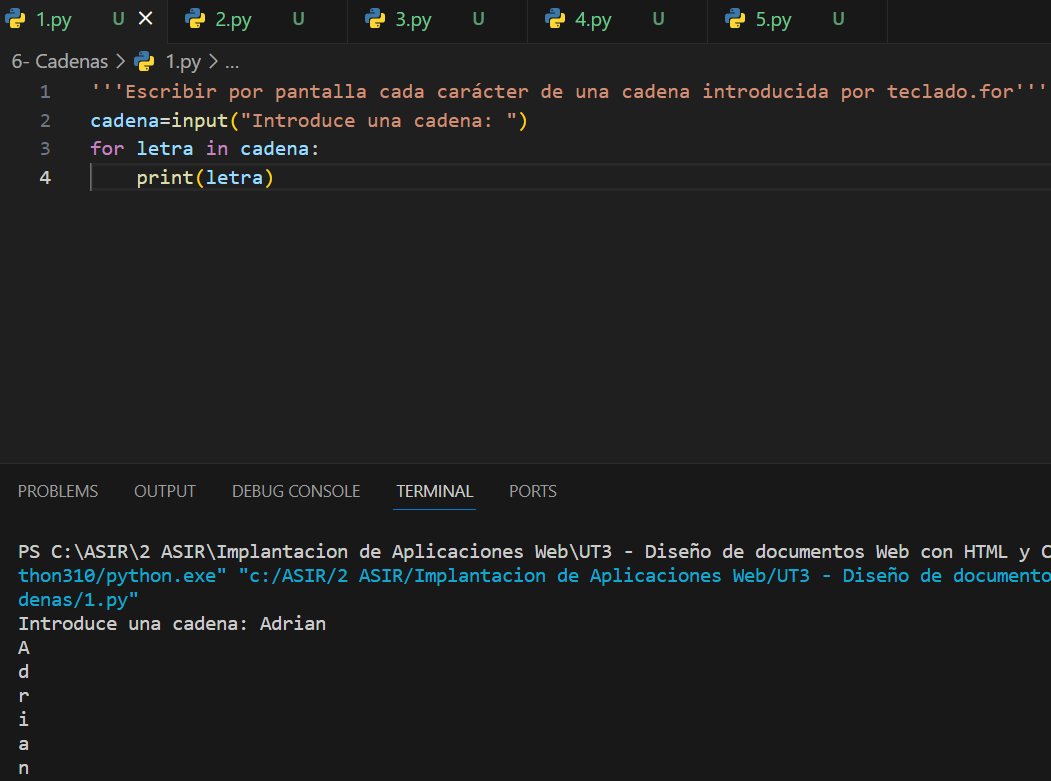 1.py U 2.py U 3.py U 4.py U 5.py U
6- Cadenas > 1.py > ...
1 '''Escribir por pantalla cada carácter de una cadena introducida por teclado.for'''
2 cadena=input("Introduce una cadena: ")
3 for letra in cadena:
4     print(letra)
PROBLEMS OUTPUT DEBUG CONSOLE TERMINAL PORTS
PS C:\ASIR\2 ASIR\Implantacion de Aplicaciones Web\UT3 - Diseño de documentos Web con HTML y C
thon310/python.exe" "c:/ASIR/2 ASIR/Implantacion de Aplicaciones Web/UT3 - Diseño de documento
denas/1.py"
Introduce una cadena: Adrian
A
d
r
i
a
n